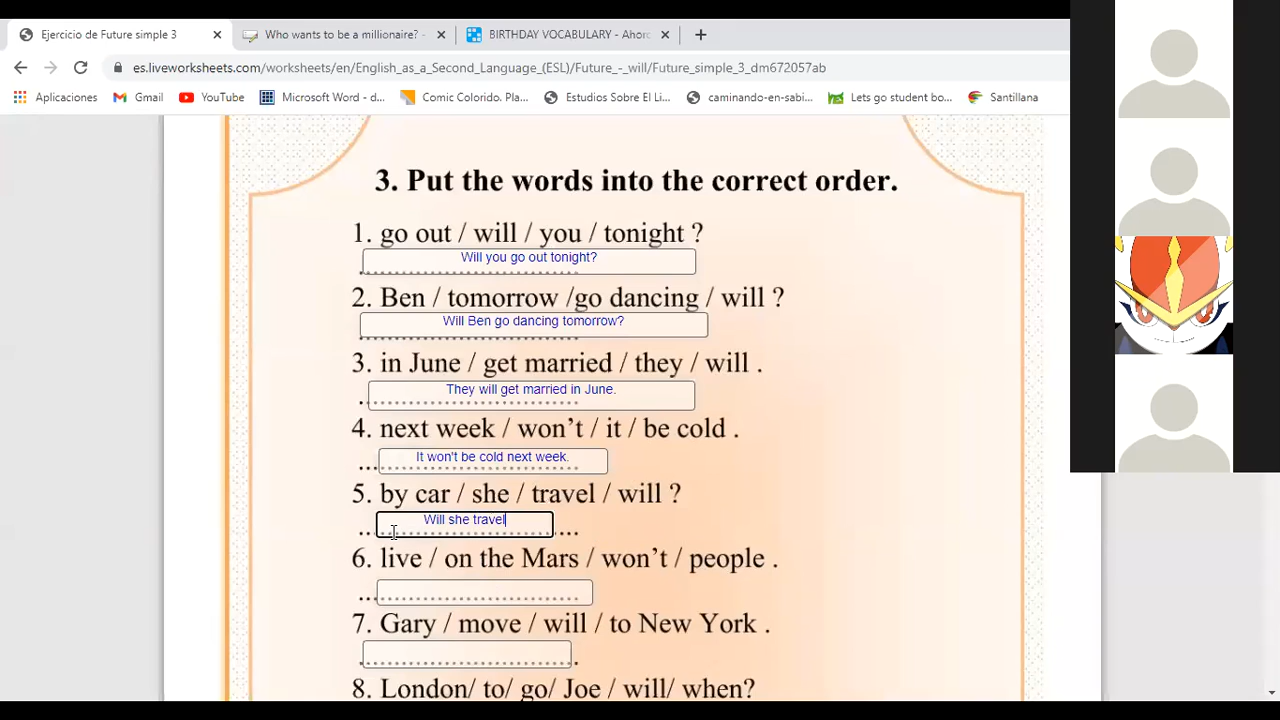 Ejercicio de Future simple 3
Who wants to be a millionaire? -
BIRTHDAY VOCABULARY - Ahorc
es.liveworksheets.com/worksheets/en/English_as_a_Second_Language_(ESL)/Future_-_will/Future_simple_3_dm672057ab
Aplicaciones
Gmail
YouTube
Microsoft Word - d...
Comic Colorido. Pla...
Estudios Sobre El Li...
caminando-en-sabi...
Lets go student bo...
Santillana
3. Put the words into the correct order.
1. go out / will / you / tonight ?
Will you go out tonight?
2. Ben / tomorrow /go dancing / will ?
Will Ben go dancing tomorrow?
3. in June / get married / they / will .
They will get married in June.
4. next week / won’t / it / be cold .
It won't be cold next week.
5. by car / she / travel / will ?
Will she travel
6. live / on the Mars / won’t / people .
7. Gary / move / will / to New York .
8. London/ to/ go/ Joe / will/ when?